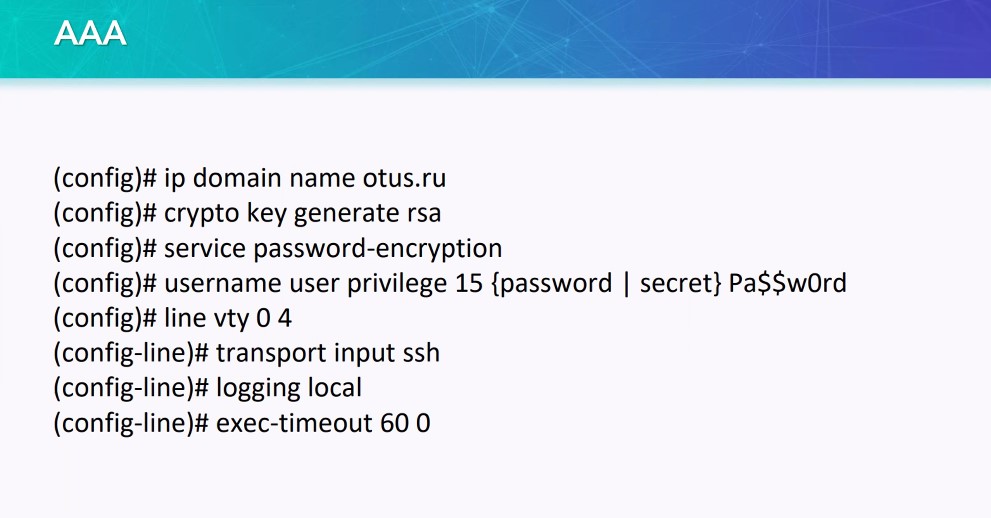 AAA
(config)# ip domain name otus.ru
(config)# crypto key generate rsa
(config)# service password-encryption
(config)# username user privilege 15 {password | secret} Pa$$w0rd
(config)# line vty 0 4
(config-line)# transport input ssh
(config-line)# logging local
(config-line)# exec-timeout 60 0